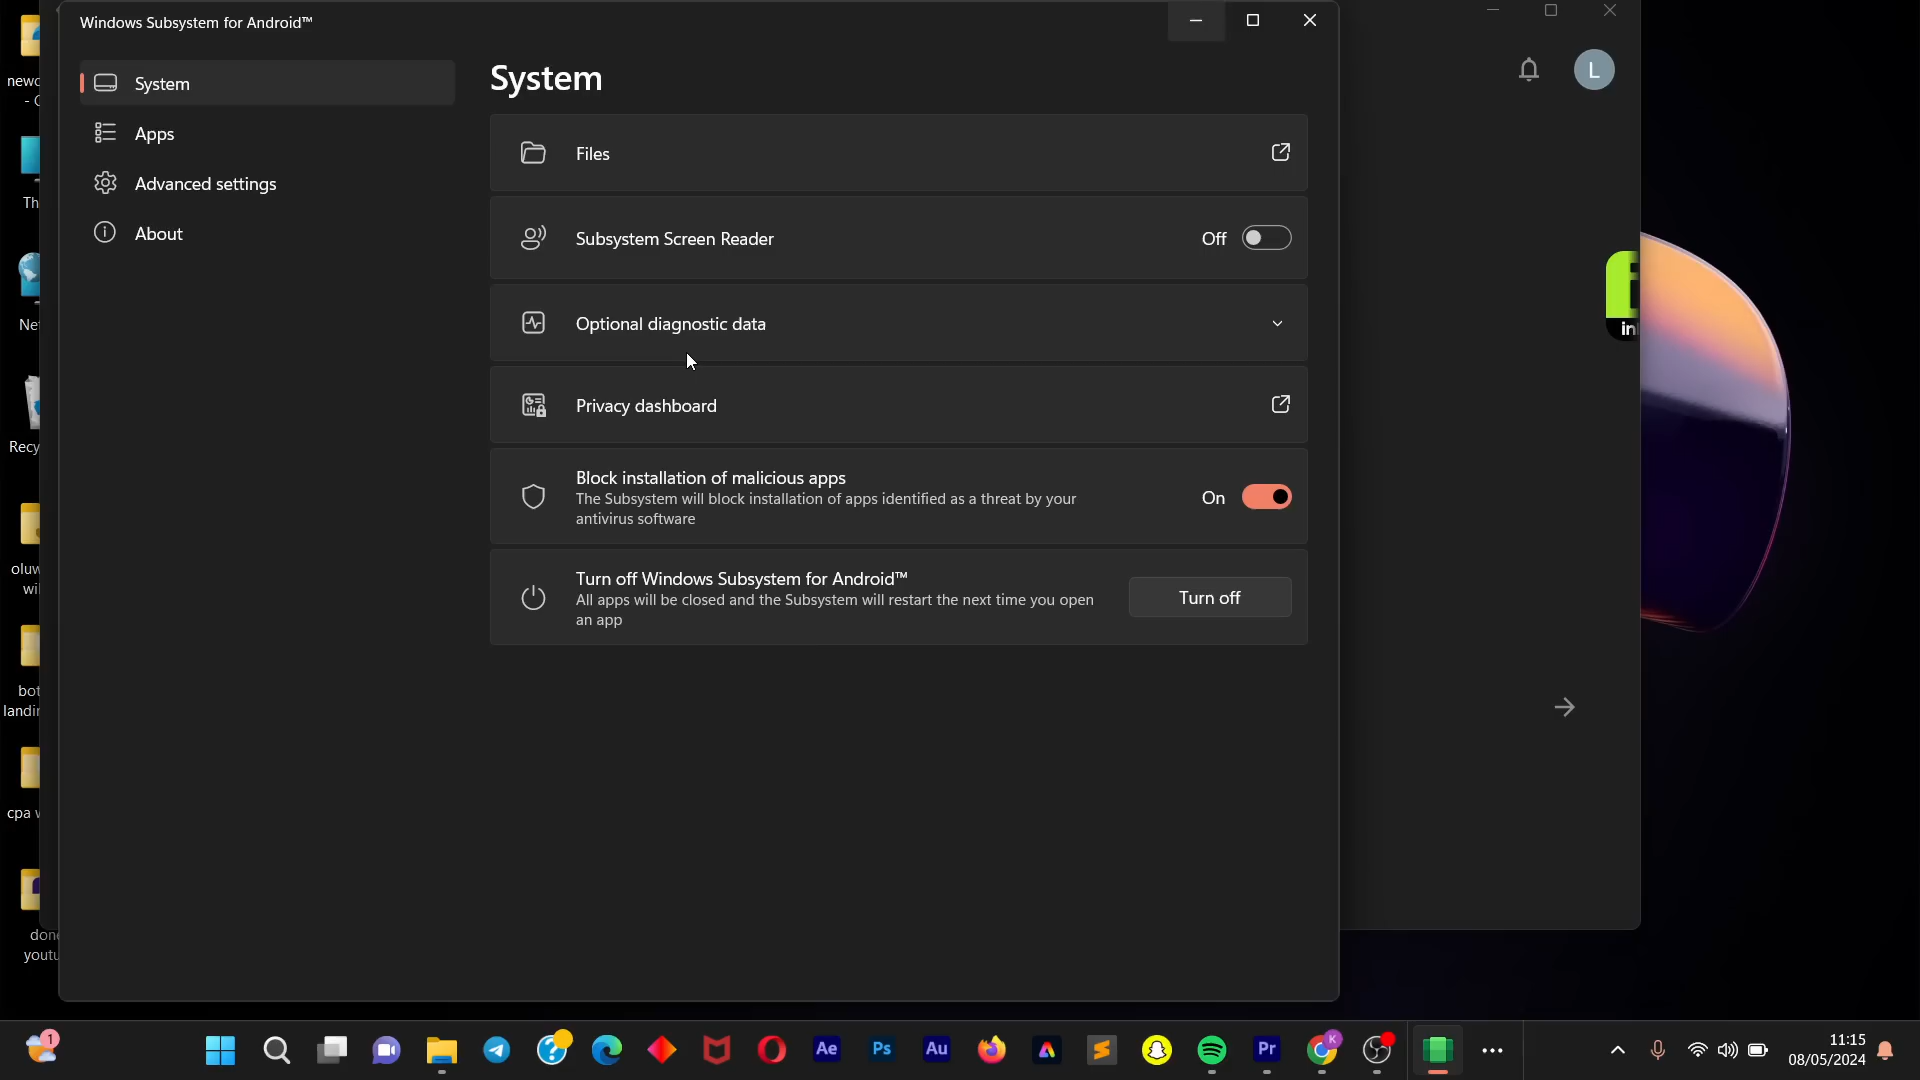 Windows Subsystem for Android™
System
Apps
Advanced settings
About
System
Files
Subsystem Screen Reader
Off
Optional diagnostic data
Privacy dashboard
Block installation of malicious apps
The Subsystem will block installation of apps identified as a threat by your
antivirus software
On
Turn off Windows Subsystem for Android™
All apps will be closed and the Subsystem will restart the next time you open
an app
Turn off
L
1
Ae
Ps
Au
Pr
K
11:15
08/05/2024